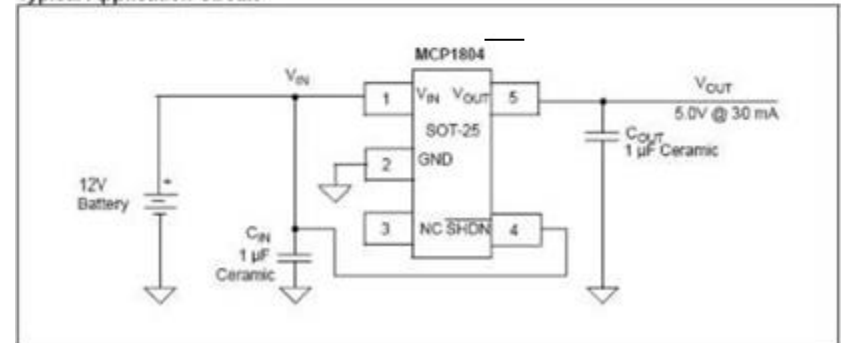 MCP1804
VIN
1
VIN
VOUT
5
VOUT
5.0V @ 30 mA
SOT-25
COUT
1 µF Ceramic
2
GND
12V
Battery
+
3
NC
SHDN
4
CIN
1 µF
Ceramic